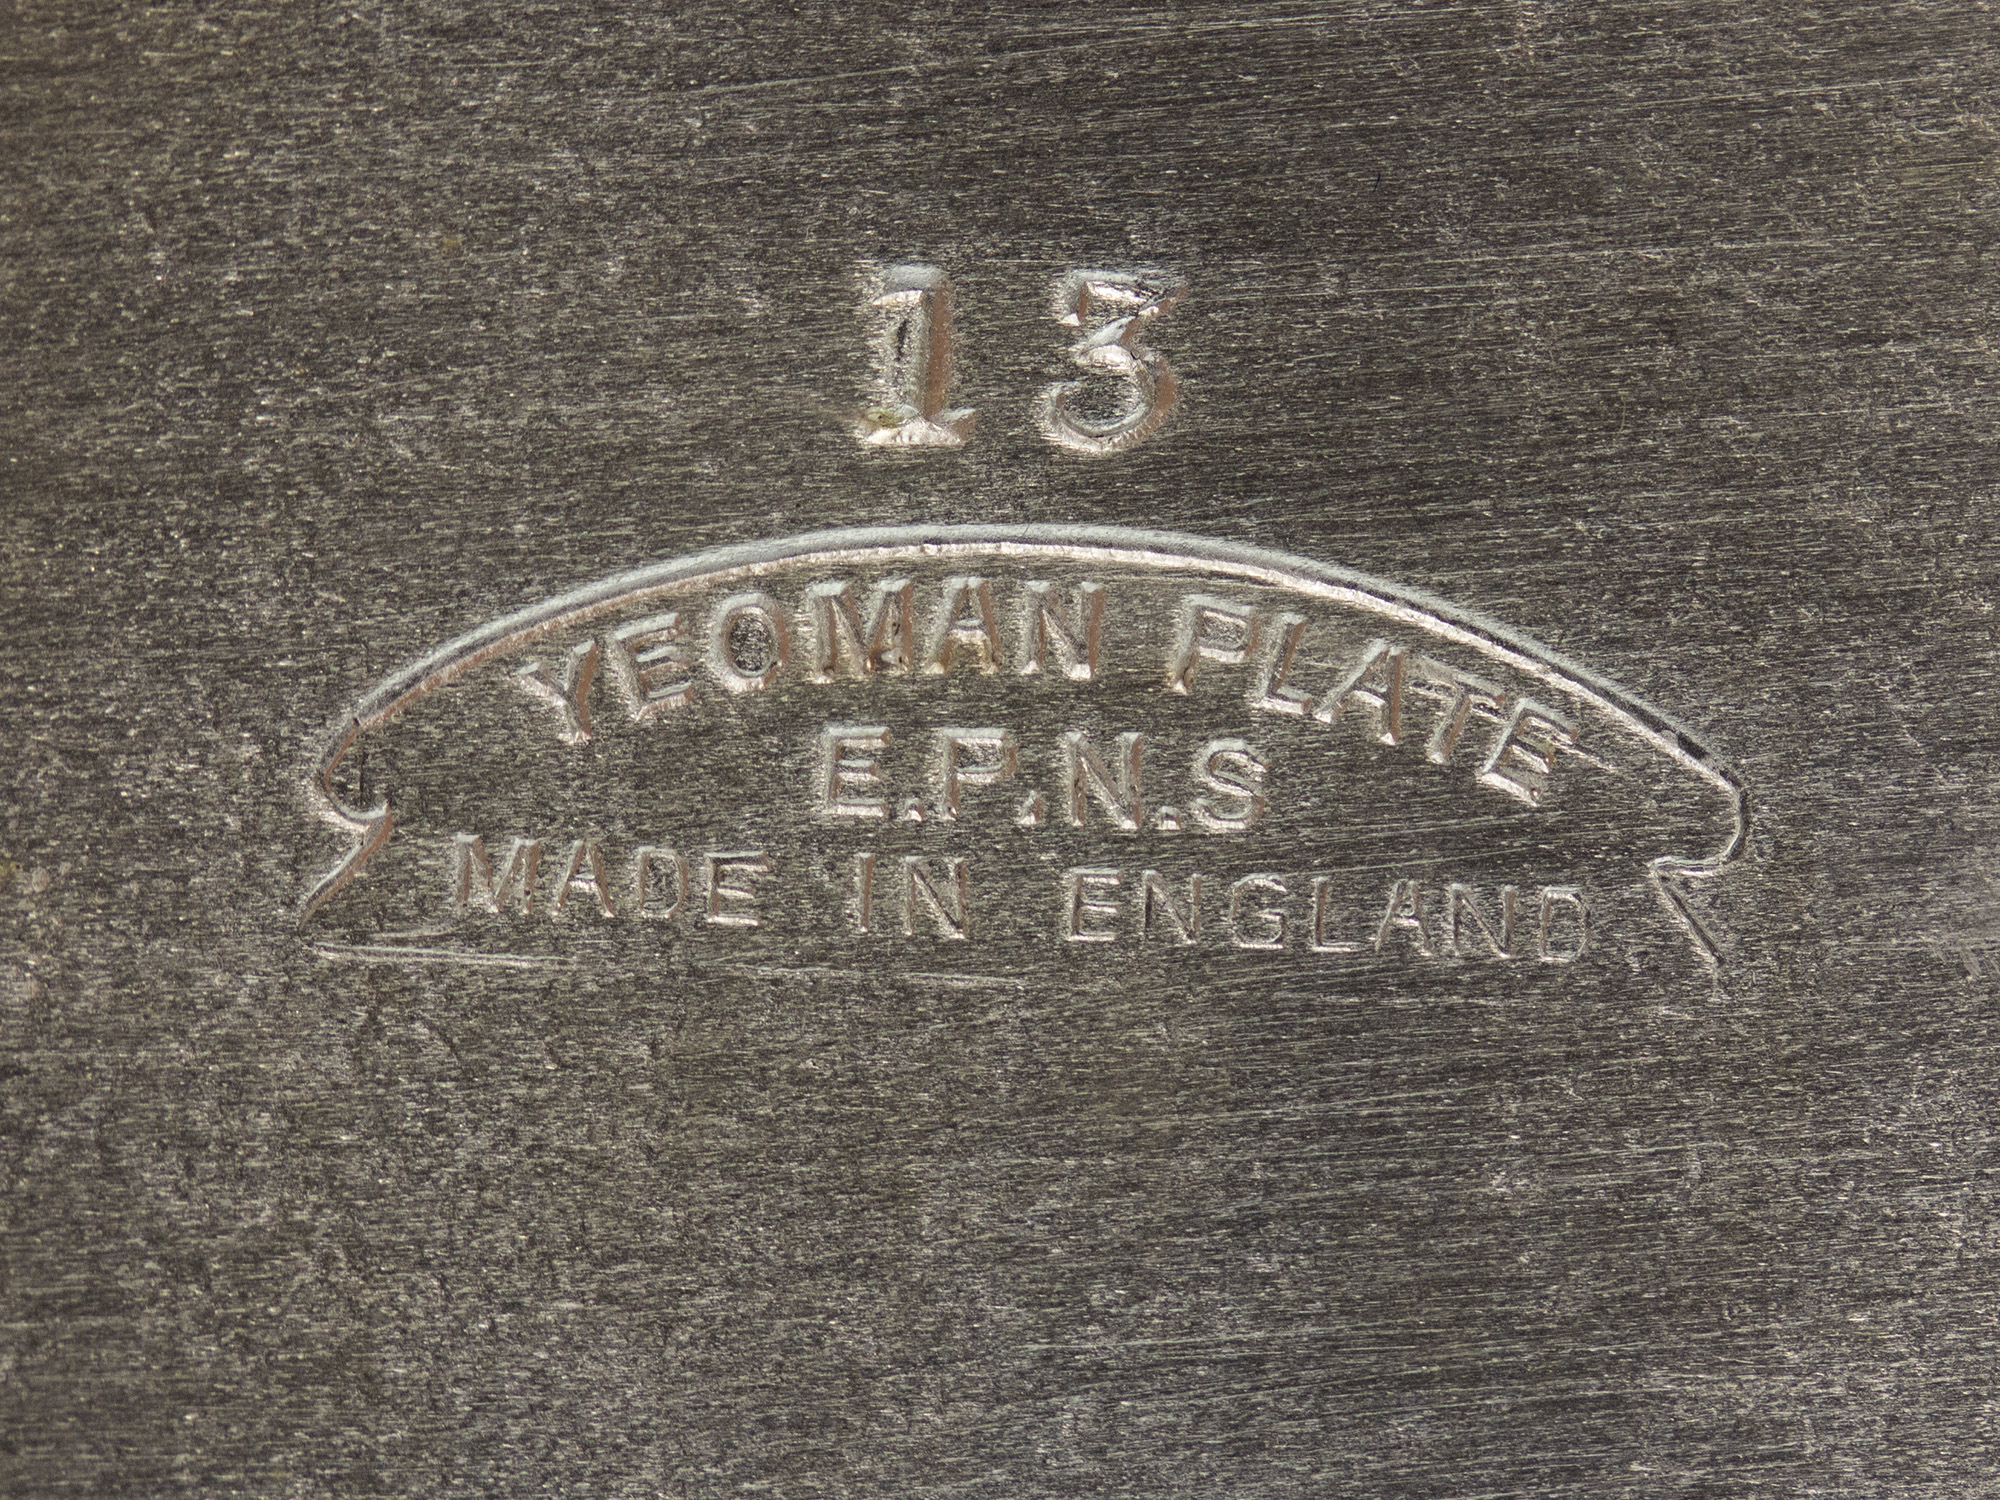 13
YEOMAN PLATE
E.P.N.S
MADE IN ENGLAND